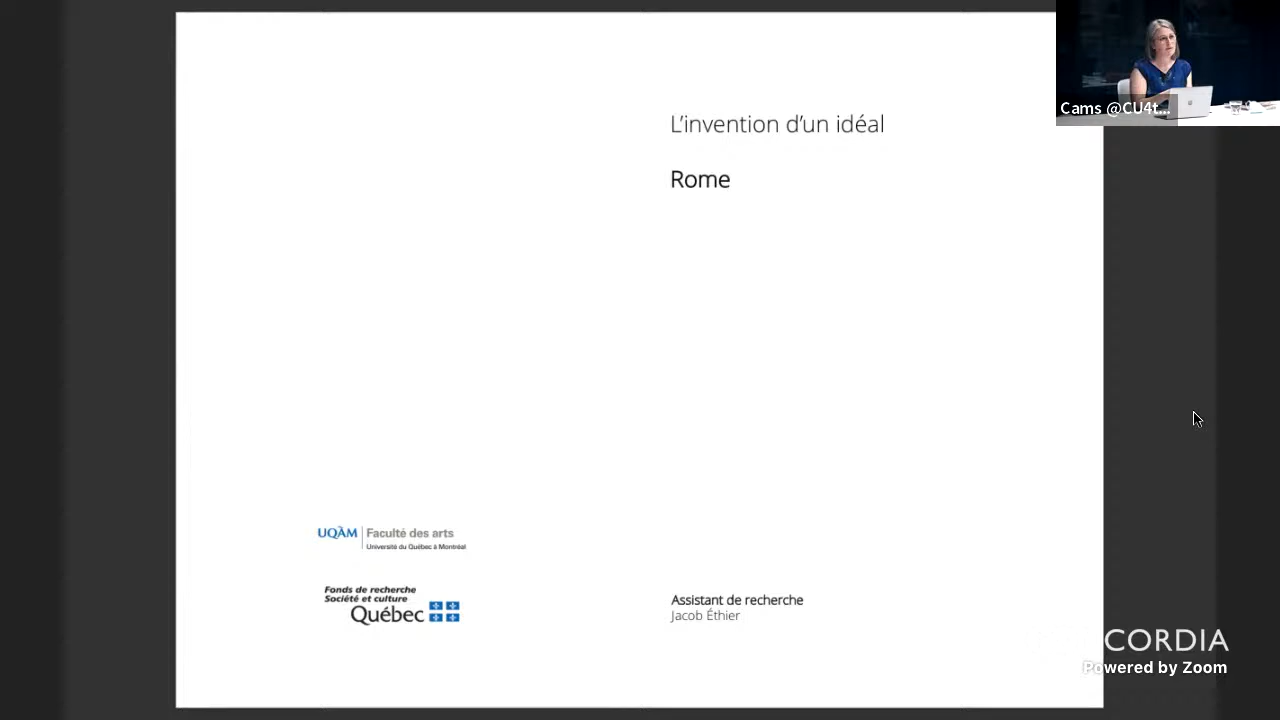 L'invention d'un idéal
Rome
Cams @CU4t...
UQÀM Faculté des arts
Université du Québec à Montréal
Fonds de recherche
Société et culture
Québec
Assistant de recherche
Jacob Éthier
CORDIA
Powered by Zoom